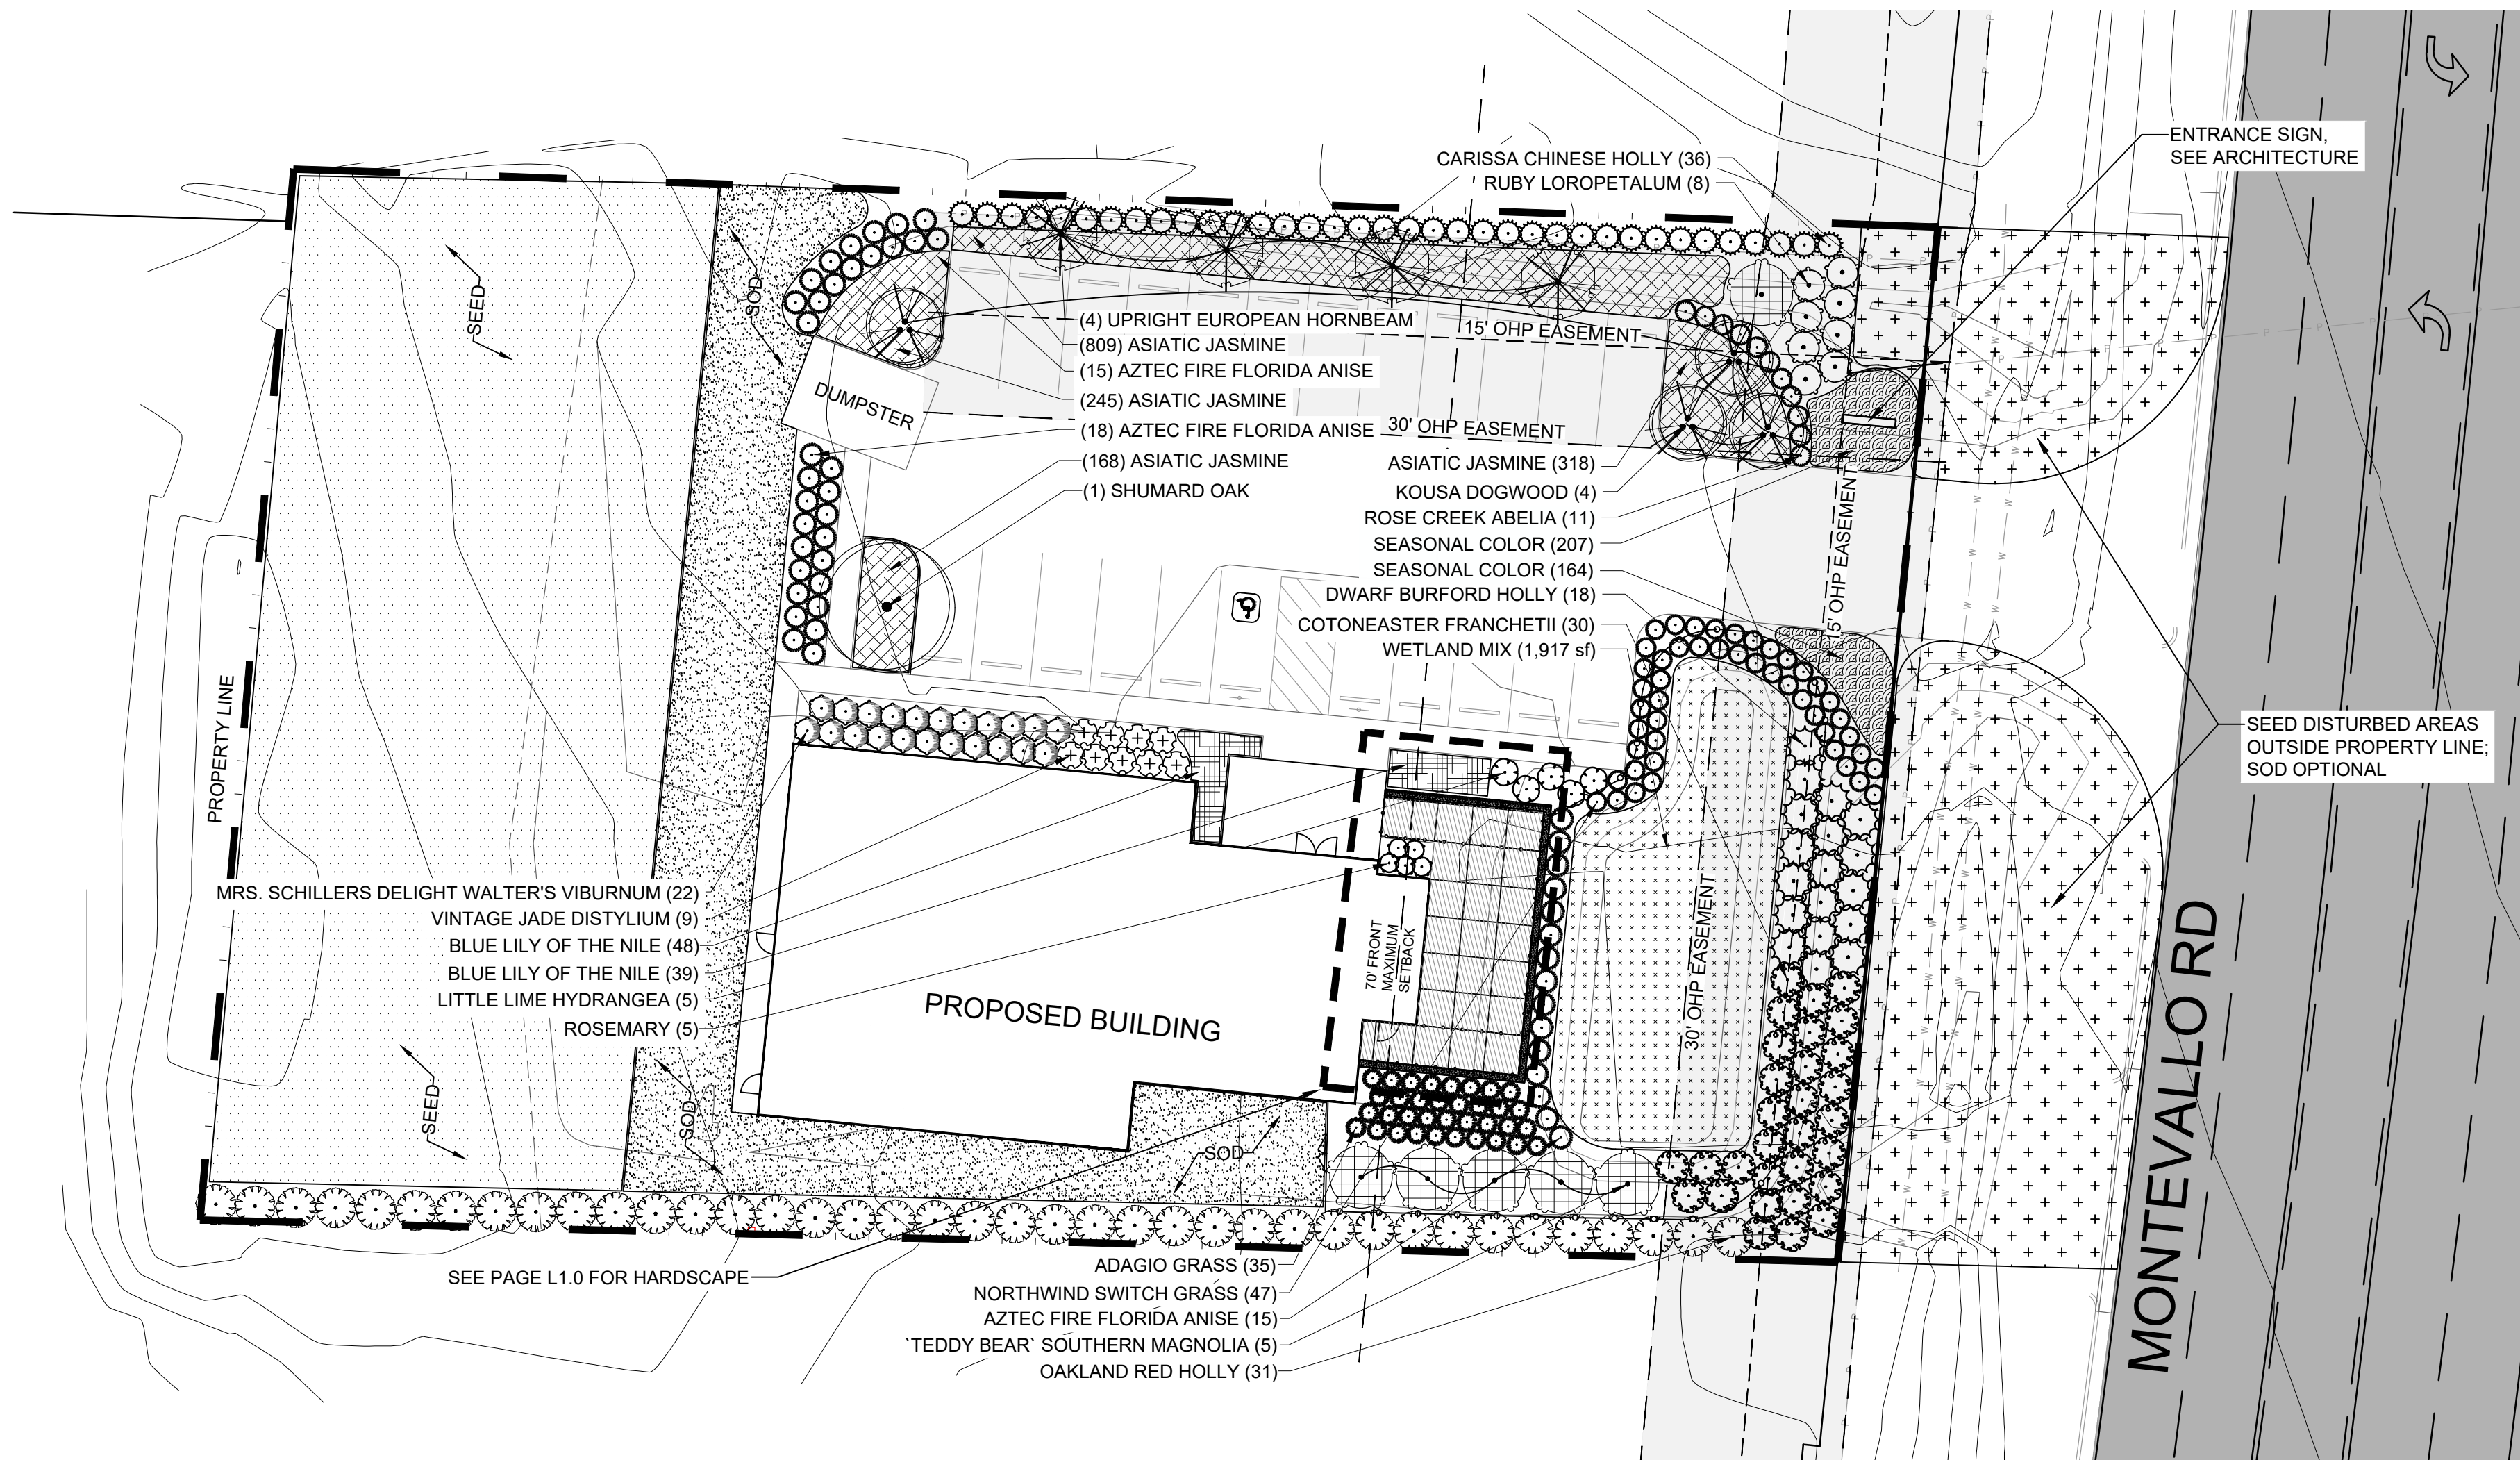 CARISSA CHINESE HOLLY (36)
RUBY LOROPETALUM (8)
ENTRANCE SIGN,
SEE ARCHITECTURE
SEED
SOD
(4) UPRIGHT EUROPEAN HORNBEAM
(809) ASIATIC JASMINE
(15) AZTEC FIRE FLORIDA ANISE
(245) ASIATIC JASMINE
(18) AZTEC FIRE FLORIDA ANISE
(168) ASIATIC JASMINE
(1) SHUMARD OAK
15' OHP EASEMENT
30' OHP EASEMENT
DUMPSTER
ASIATIC JASMINE (318)
KOUSA DOGWOOD (4)
ROSE CREEK ABELIA (11)
SEASONAL COLOR (207)
SEASONAL COLOR (164)
DWARF BURFORD HOLLY (18)
COTONEASTER FRANCHETII (30)
WETLAND MIX (1,917 sf)
15' OHP EASEMENT
PROPERTY LINE
SEED DISTURBED AREAS
OUTSIDE PROPERTY LINE;
SOD OPTIONAL
MRS. SCHILLERS DELIGHT WALTER'S VIBURNUM (22)
VINTAGE JADE DISTYLIUM (9)
BLUE LILY OF THE NILE (48)
BLUE LILY OF THE NILE (39)
LITTLE LIME HYDRANGEA (5)
ROSEMARY (5)
PROPOSED BUILDING
70' FRONT
MAXIMUM
SETBACK
30' OHP EASEMENT
MONTEVALLO RD
SEED
SOD
SOD
SEE PAGE L1.0 FOR HARDSCAPE
ADAGIO GRASS (35)
NORTHWIND SWITCH GRASS (47)
AZTEC FIRE FLORIDA ANISE (15)
`TEDDY BEAR` SOUTHERN MAGNOLIA (5)
OAKLAND RED HOLLY (31)